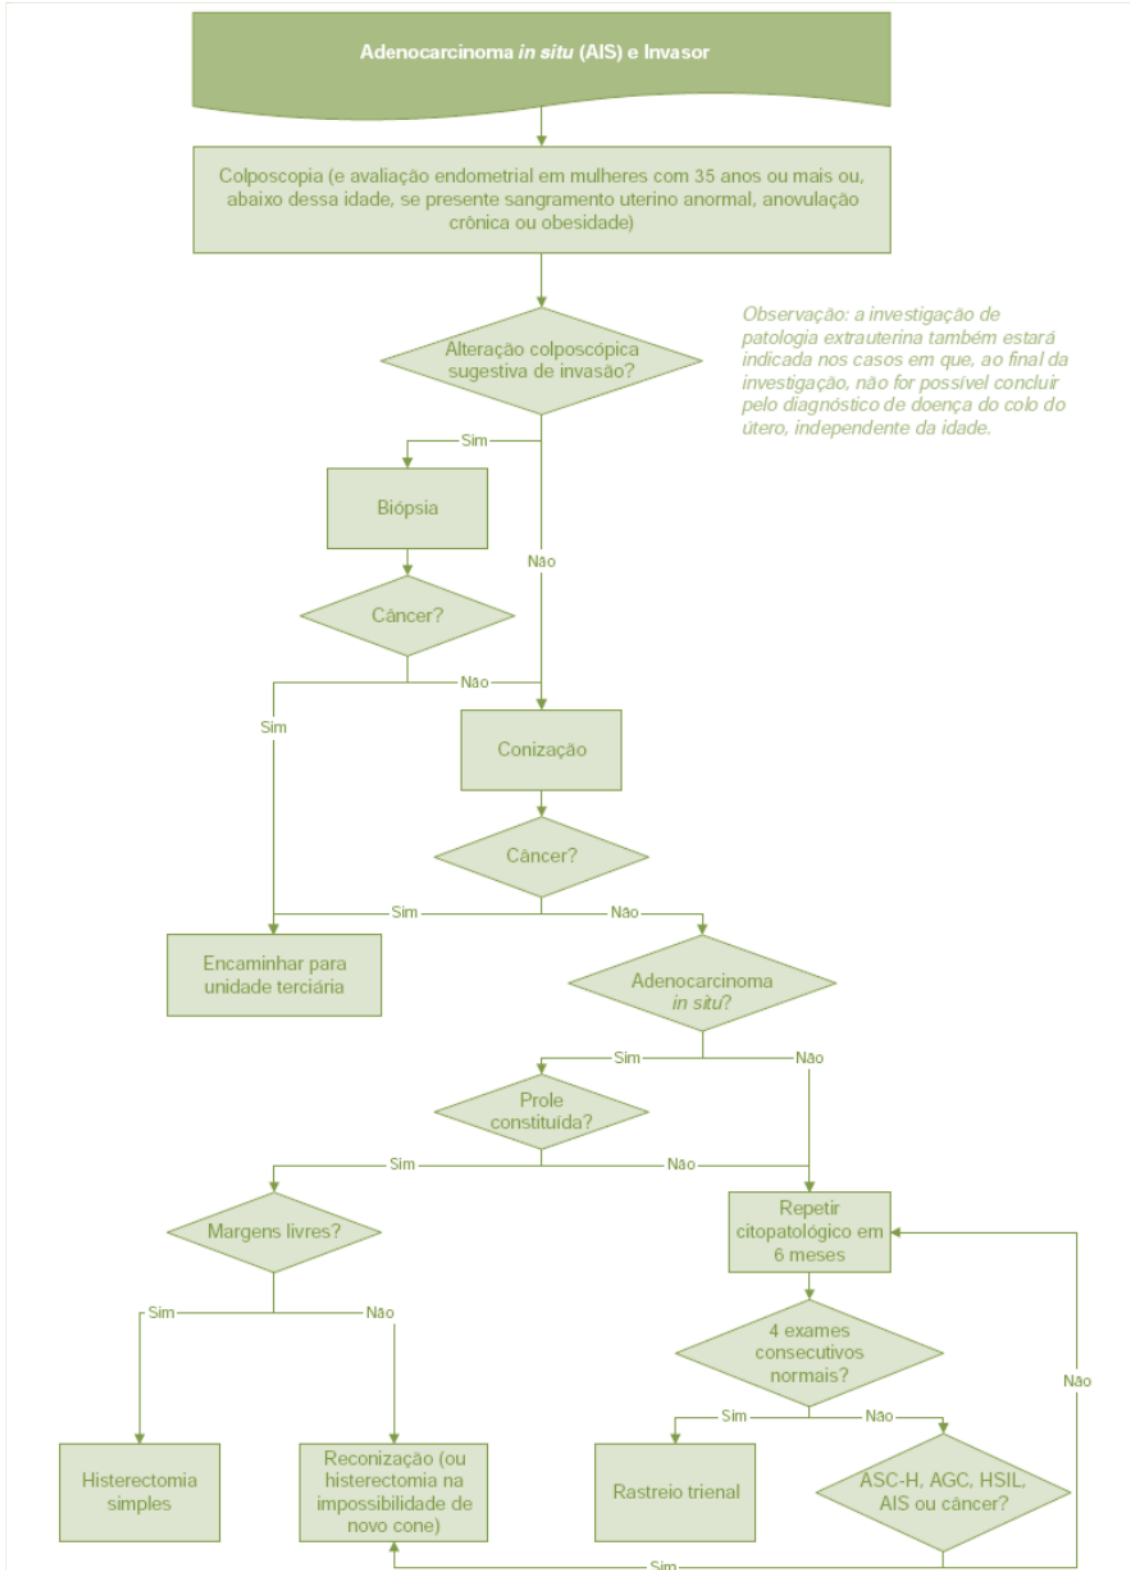 Adenocarcinoma in situ (AIS) e Invasor
Colposcopia (e avaliação endometrial em mulheres com 35 anos ou mais ou,
abaixo dessa idade, se presente sangramento uterino anormal, anovulação
crônica ou obesidade)
Observação: a investigação de
patologia extrauterina também estará
indicada nos casos em que, ao final da
investigação, não for possível concluir
pelo diagnóstico de doença do colo do
útero, independente da idade.
Alteração colposcópica
sugestiva de invasão?
Sim
Biópsia
Não
Câncer?
Não
Sim
Conização
Câncer?
Sim
Não
Encaminhar para
unidade terciária
Adenocarcinoma
in situ?
Sim
Não
Prole
constituída?
Sim
Não
Margens livres?
Repetir
citopatológico em
6 meses
Sim
Não
4 exames
consecutivos
normais?
Não
Sim
Não
Histerectomia
simples
Reconização (ou
histerectomia na
impossibilidade de
novo cone)
Rastreio trienal
ASC-H, AGC, HSIL,
AIS ou câncer?
Sim